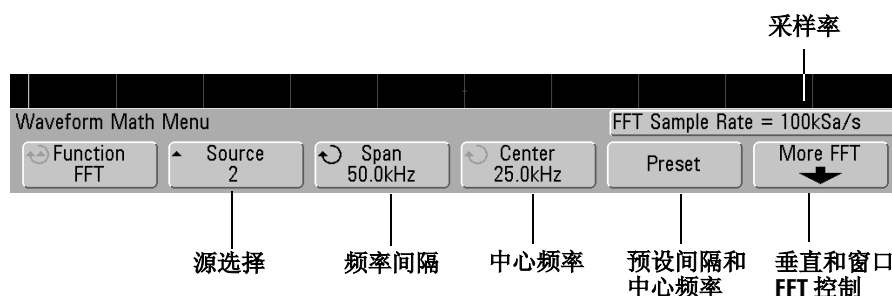 采样率
Waveform Math Menu
FFT Sample Rate = 100kSa/s
Function
FFT
Source
2
Span
50.0kHz
Center
25.0kHz
Preset
More FFT
源选择
频率间隔
中心频率
预设间隔和
中心频率
垂直和窗口
FFT 控制